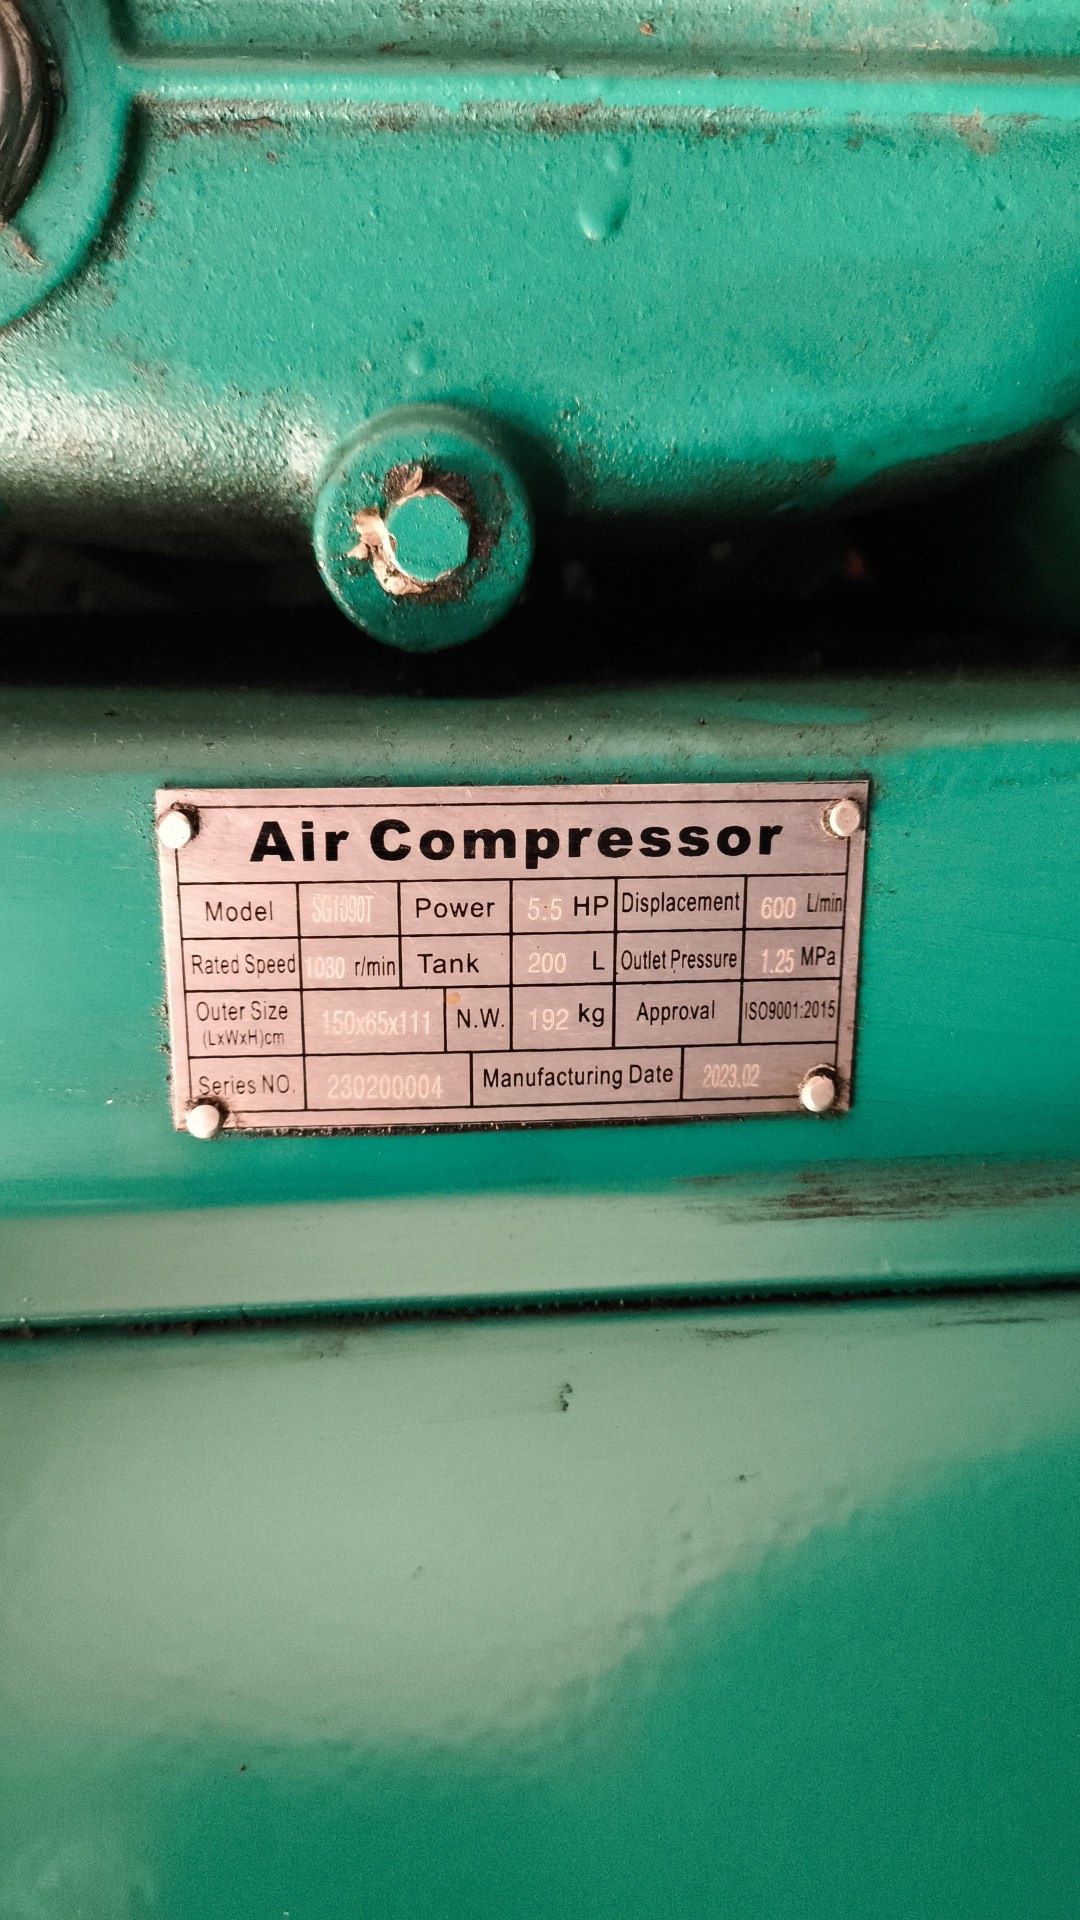 Air Compressor
Model SG1090T Power 5.5 HP Displacement 600 L/min
Rated Speed 1030 r/min Tank 200 L Outlet Pressure 1.25 MPa
Outer Size (LxWxH)cm 150x65x111 N.W. 192 kg Approval ISO9001:2015
Series NO. 230200004 Manufacturing Date 2023.02